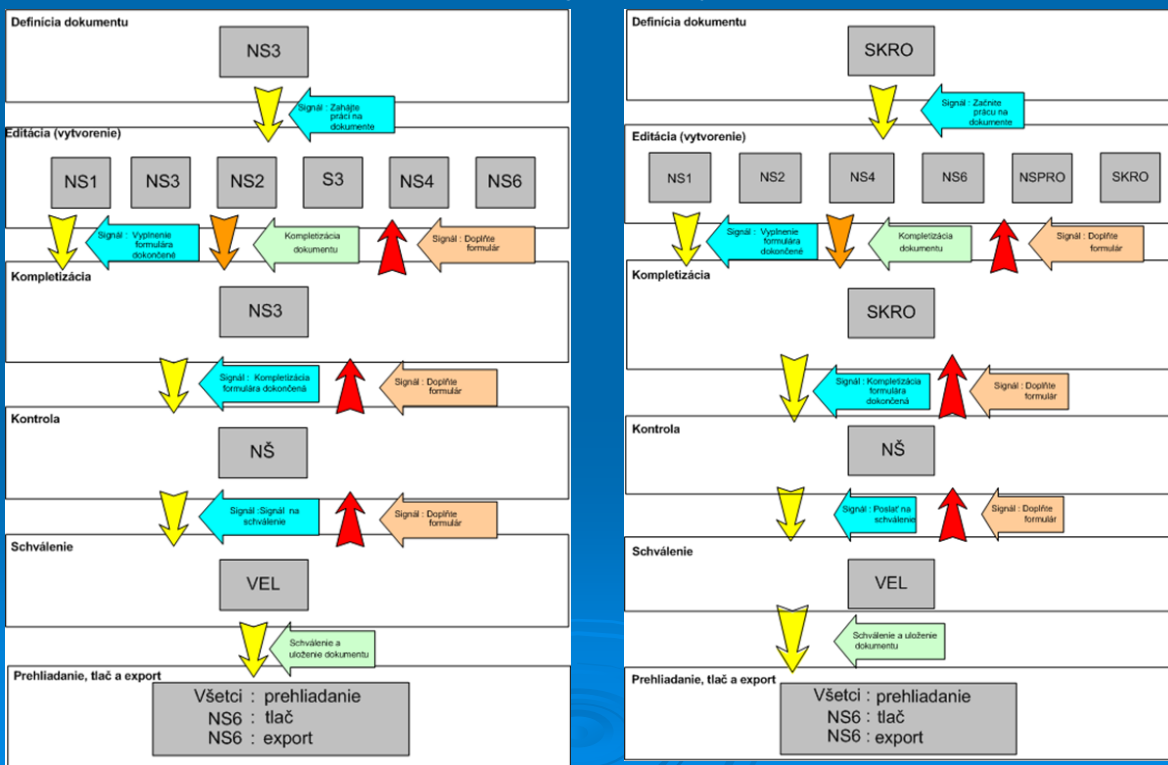 Definícia dokumentu
NS3
Signál : Zahájte
práci na
dokumente
Editácia (vytvorenie)
NS1
NS3
NS2
S3
NS4
NS6
Signál : Vyplnenie
formulára
dokončené
Kompletizácia
dokumentu
Signál : Doplňte
formulár
Kompletizácia
NS3
Signál : Kompletizácia
formulára dokončená
Signál : Doplňte
formulár
Kontrola
NŠ
Signál :Signál na
schválenie
Signál : Doplňte
formulár
Schválenie
VEL
Schválenie a
uloženie dokumentu
Prehliadanie, tlač a export
Všetci : prehliadanie
NS6 : tlač
NS6 : export
Definícia dokumentu
SKRO
Signál : Začnite
prácu na
dokumente
Editácia (vytvorenie)
NS1
NS2
NS4
NS6
NSPRO
SKRO
Signál : Vyplnenie
formulára
dokončené
Kompletizácia
dokumentu
Signál : Doplňte
formulár
Kompletizácia
SKRO
Signál : Kompletizácia
formulára
dokončená
Signál : Doplňte
formulár
Kontrola
NŠ
Signál : Poslať na
schválenie
Signál : Doplňte
formulár
Schválenie
VEL
Schválenie a uloženie
dokumentu
Prehliadanie, tlač a export
Všetci : prehliadanie
NS6 : tlač
NS6 : export